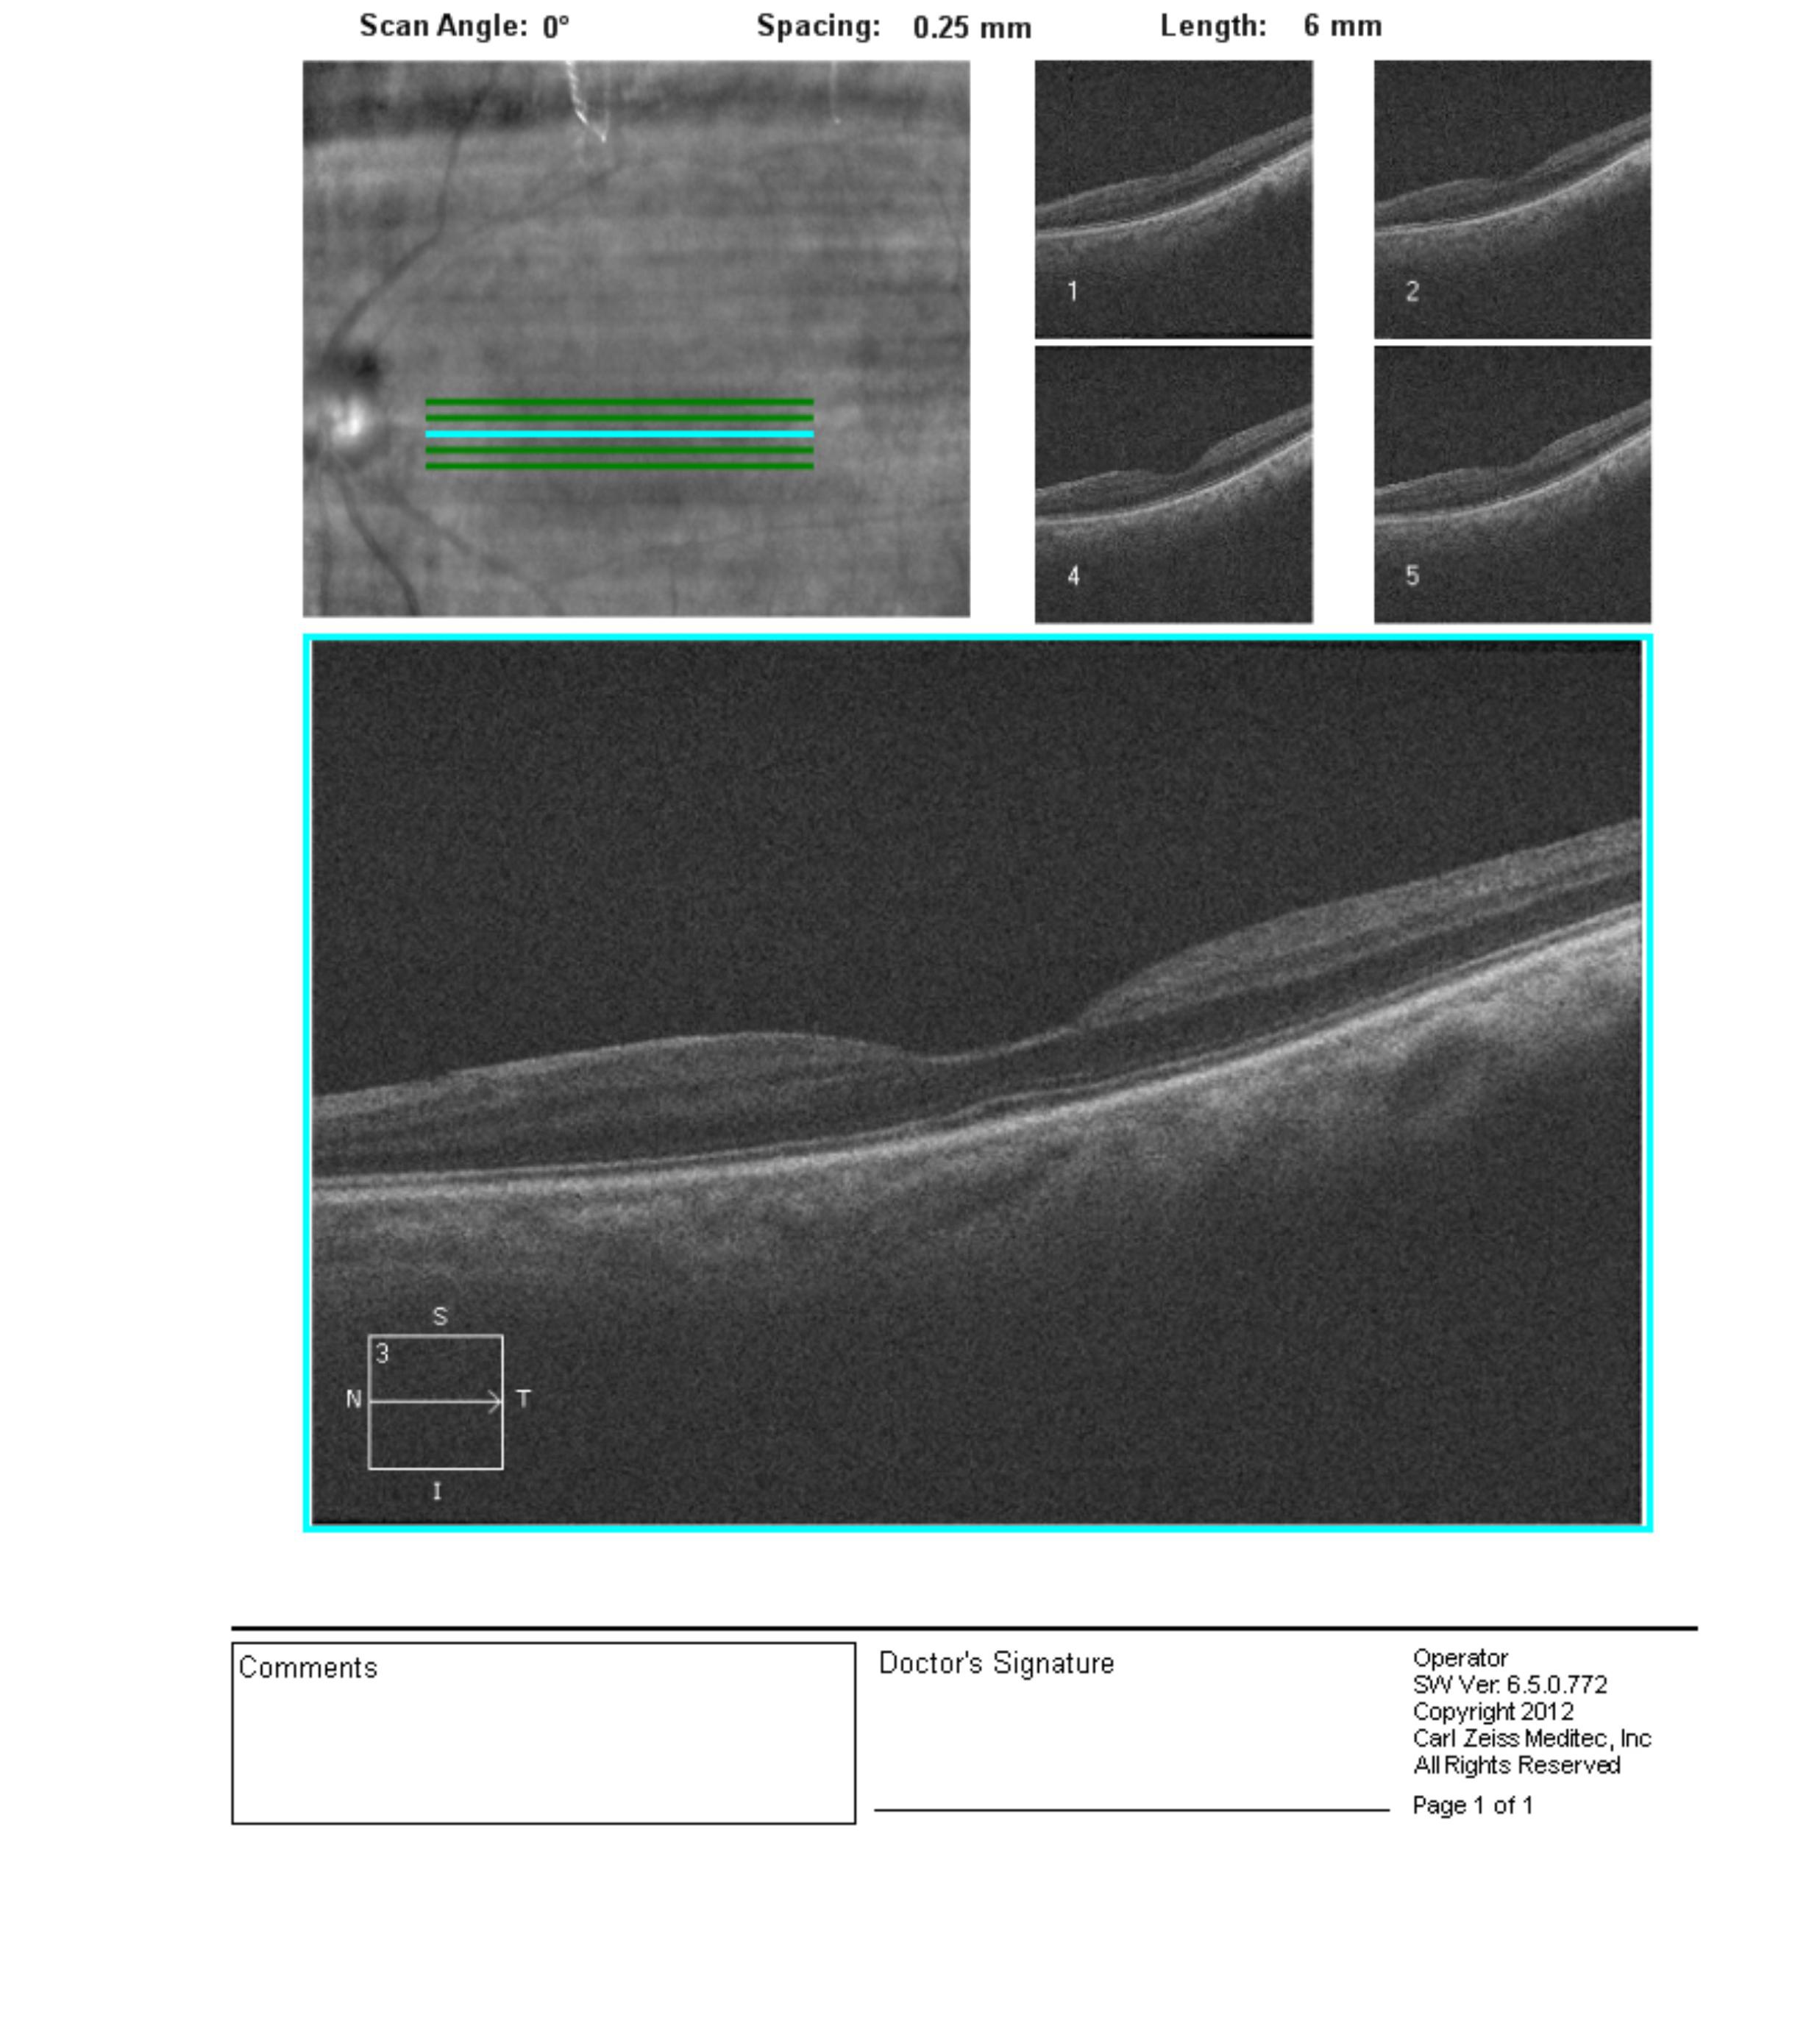 Scan Angle: 0° Spacing: 0.25 mm Length: 6 mm
1
2
4
5
S
3
N T
I
Comments
Doctor's Signature
Operator
SW Ver: 6.5.0.772
Copyright 2012
Carl Zeiss Meditec, Inc
All Rights Reserved
Page 1 of 1